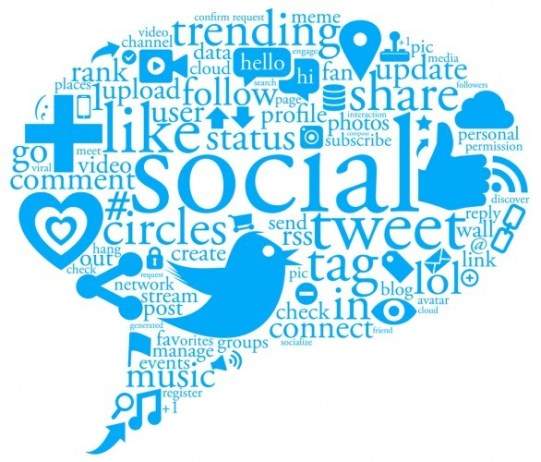 confirm request
meme
video
channel
trending
+1
pic
data
engage
media
rank
cloud
hello
hi
fan
update
places
search
followers
upload
follow
page
share
user
profile
interaction
like
status
photos
personal
go
meet
subscribe
permission
viral
video
comment
social
discover
#
circles
send
tweet
reply
rss
wall
@
hang
out
create
tag
link
check
request
pic
network
lol
stream
blog
post
check
in
avatar
cloud
generated
connect
friend
favorites
groups
socialize
manage
events
music
register
+1